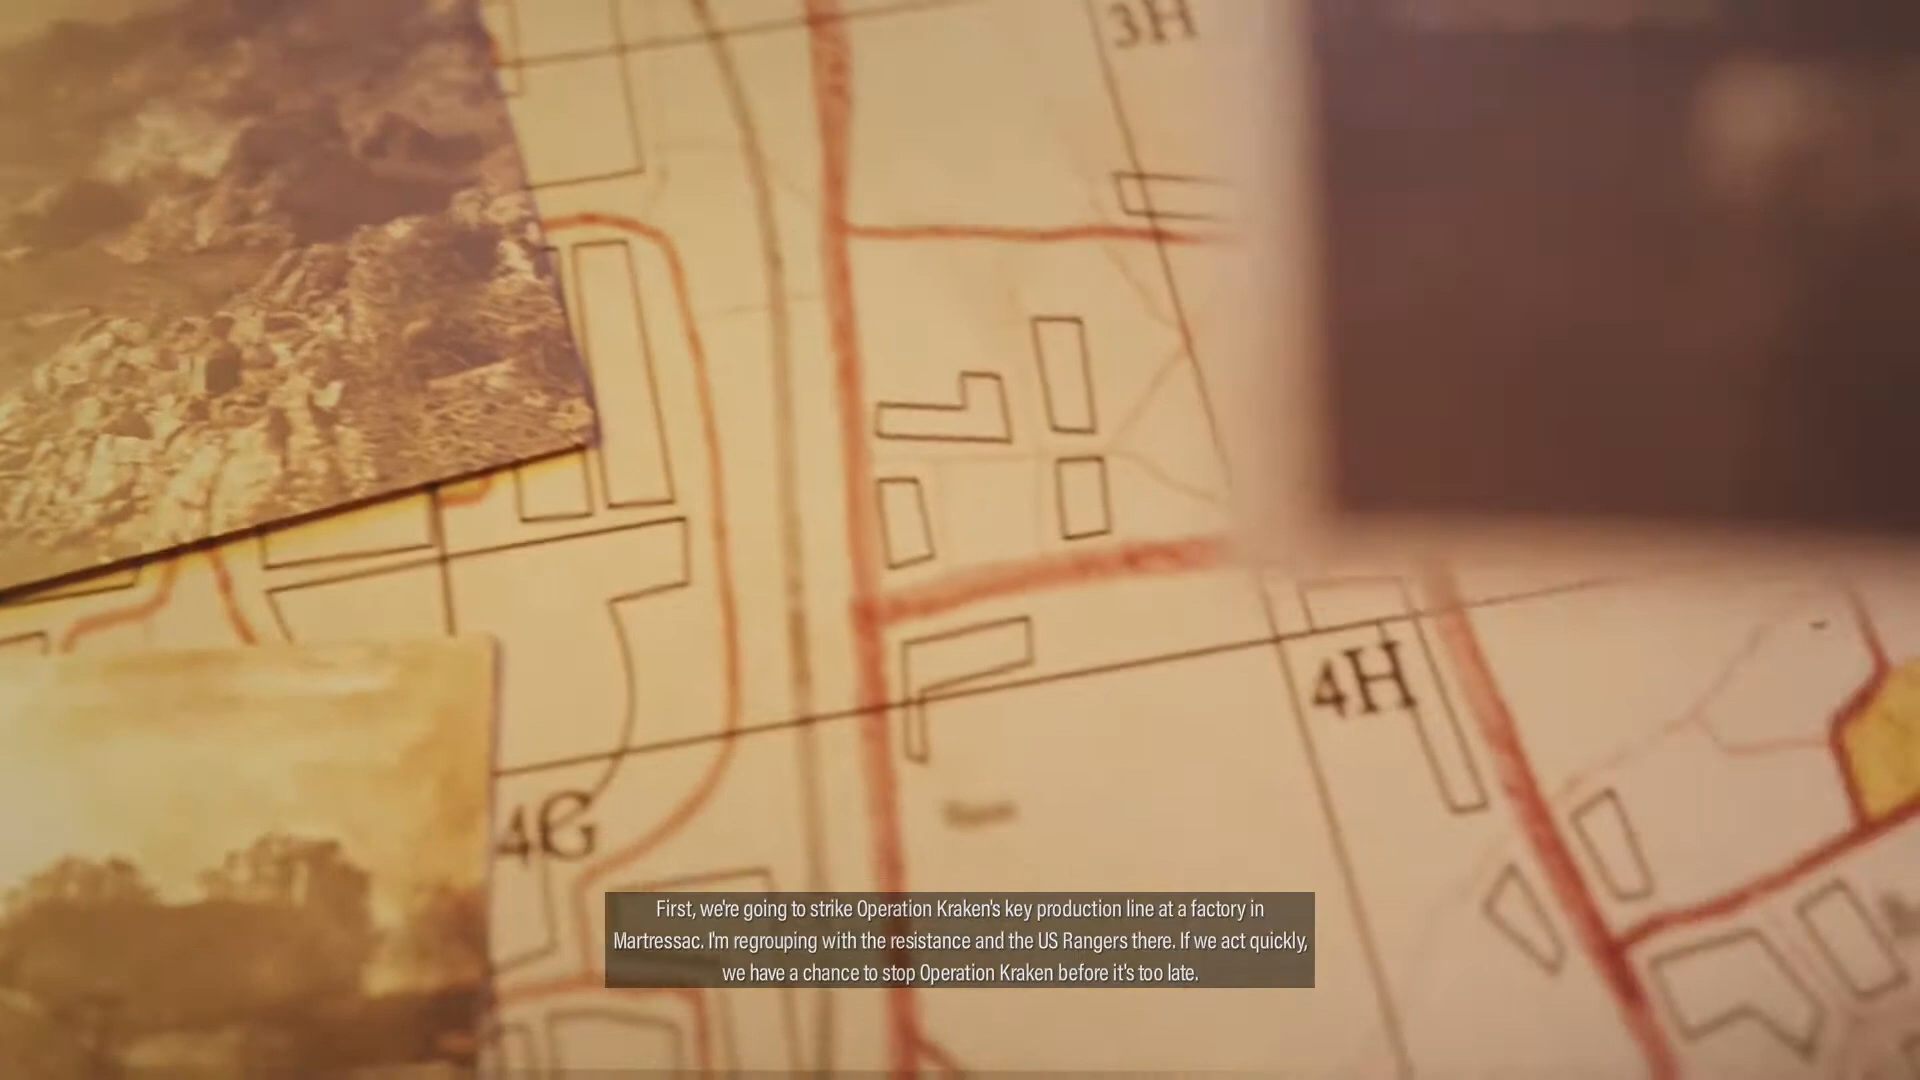 3H
4H
4G
First, we're going to strike Operation Kraken's key production line at a factory in
Martressac. I'm regrouping with the resistance and the US Rangers there. If we act quickly,
we have a chance to stop Operation Kraken before it's too late.